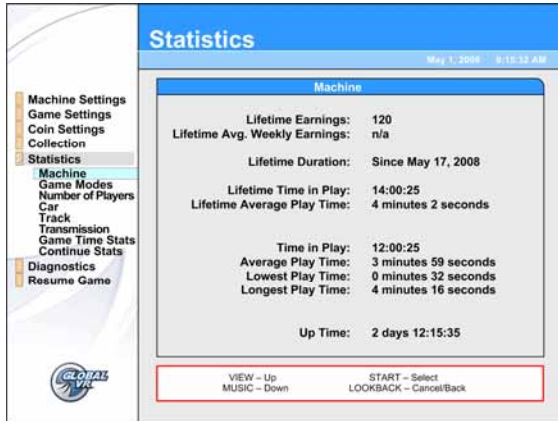 Statistics
May 1, 2008 8:15:32 AM
Machine Settings
Game Settings
Coin Settings
Collection
Statistics
Machine
Game Modes
Number of Players
Car
Track
Transmission
Game Time Stats
Continue Stats
Diagnostics
Resume Game
Machine
Lifetime Earnings: 120
Lifetime Avg. Weekly Earnings: n/a
Lifetime Duration: Since May 17, 2008
Lifetime Time in Play: 14:00:25
Lifetime Average Play Time: 4 minutes 2 seconds
Time in Play: 12:00:25
Average Play Time: 3 minutes 59 seconds
Lowest Play Time: 0 minutes 32 seconds
Longest Play Time: 4 minutes 16 seconds
Up Time: 2 days 12:15:35
GLOBAL
VR
VIEW – Up START – Select
MUSIC – Down LOOKBACK – Cancel/Back